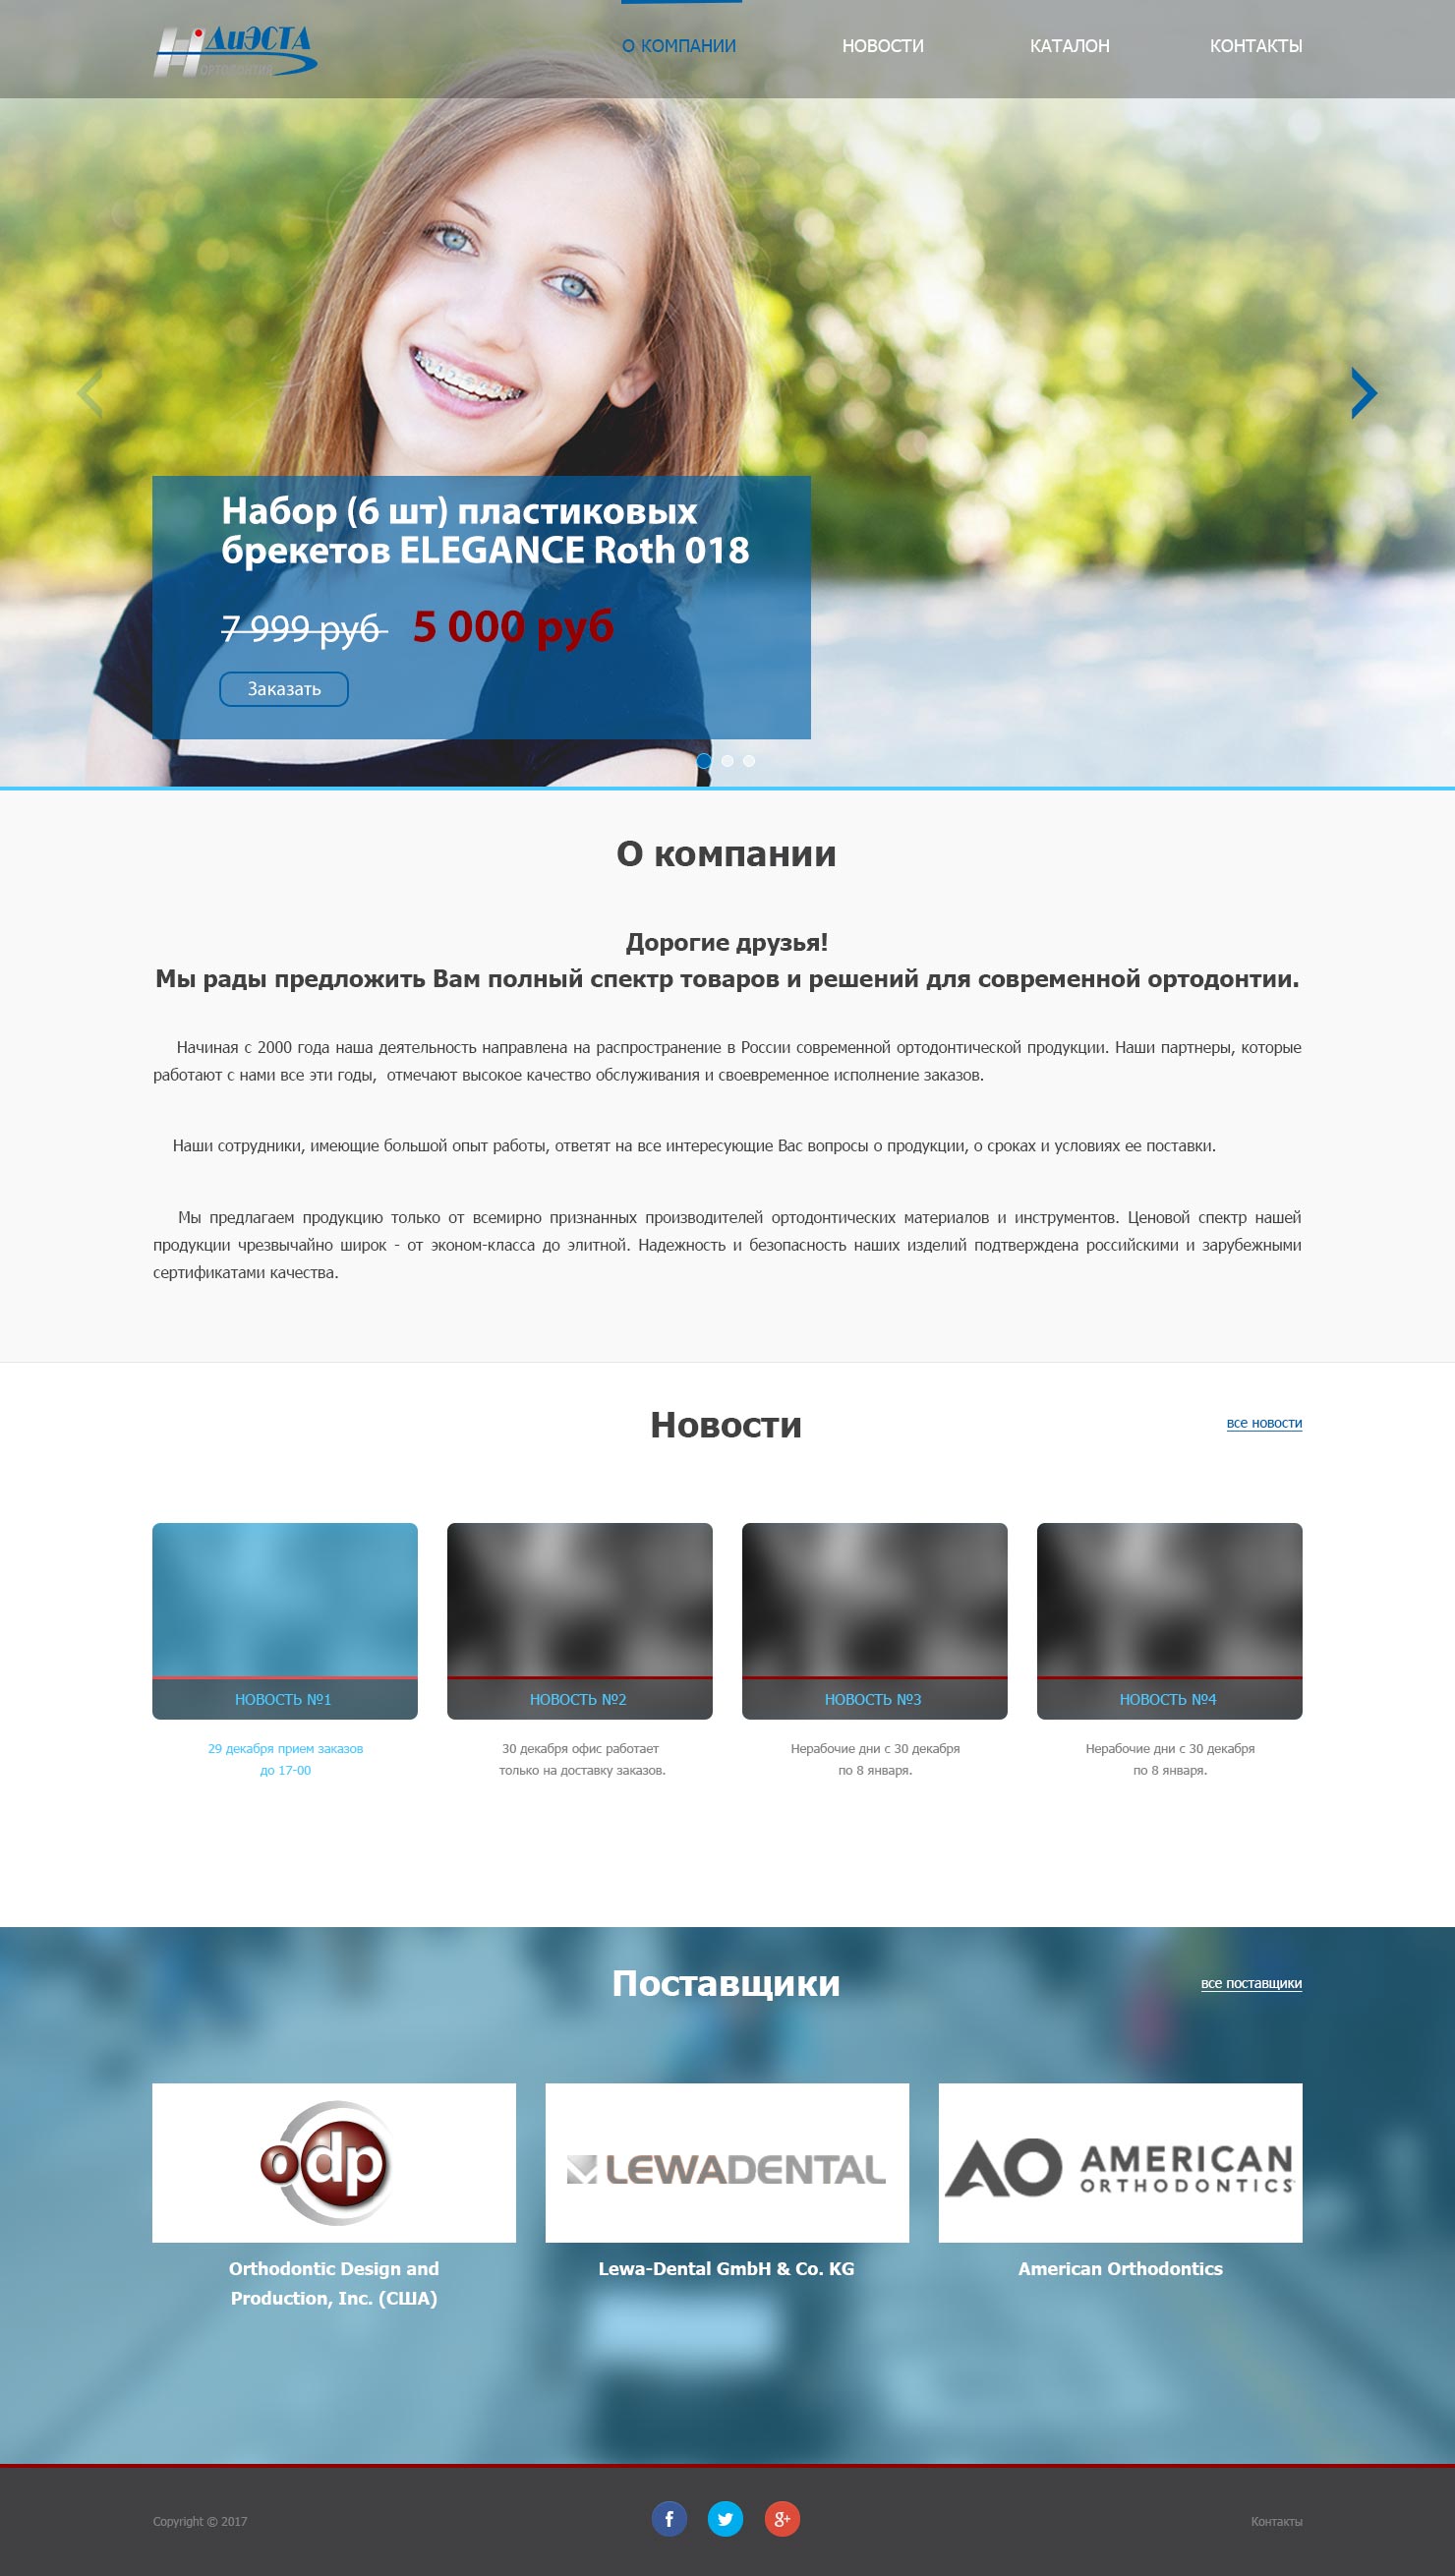 Н ДиЭСТА
ОРТОДОНТИЯ
О КОМПАНИИ
НОВОСТИ
КАТАЛОН
КОНТАКТЫ
Набор (6 шт) пластиковых
брекетов ELEGANCE Roth 018
7 999 руб 5 000 руб
Заказать
О компании
Дорогие друзья!
Мы рады предложить Вам полный спектр товаров и решений для современной ортодонтии.
Начиная с 2000 года наша деятельность направлена на распространение в России современной ортодонтической продукции. Наши партнеры, которые
работают с нами все эти годы, отмечают высокое качество обслуживания и своевременное исполнение заказов.
Наши сотрудники, имеющие большой опыт работы, ответят на все интересующие Вас вопросы о продукции, о сроках и условиях ее поставки.
Мы предлагаем продукцию только от всемирно признанных производителей ортодонтических материалов и инструментов. Ценовой спектр нашей
продукции чрезвычайно широк - от эконом-класса до элитной. Надежность и безопасность наших изделий подтверждена российскими и зарубежными
сертификатами качества.
Новости
все новости
НОВОСТЬ №1
29 декабря прием заказов
до 17-00
НОВОСТЬ №2
30 декабря офис работает
только на доставку заказов.
НОВОСТЬ №3
Нерабочие дни с 30 декабря
по 8 января.
НОВОСТЬ №4
Нерабочие дни с 30 декабря
по 8 января.
Поставщики
все поставщики
odp
Orthodontic Design and
Production, Inc. (США)
LEWADENTAL
Lewa-Dental GmbH & Co. KG
AO AMERICAN
ORTHODONTICS
American Orthodontics
Copyright © 2017
f
g+
Контакты